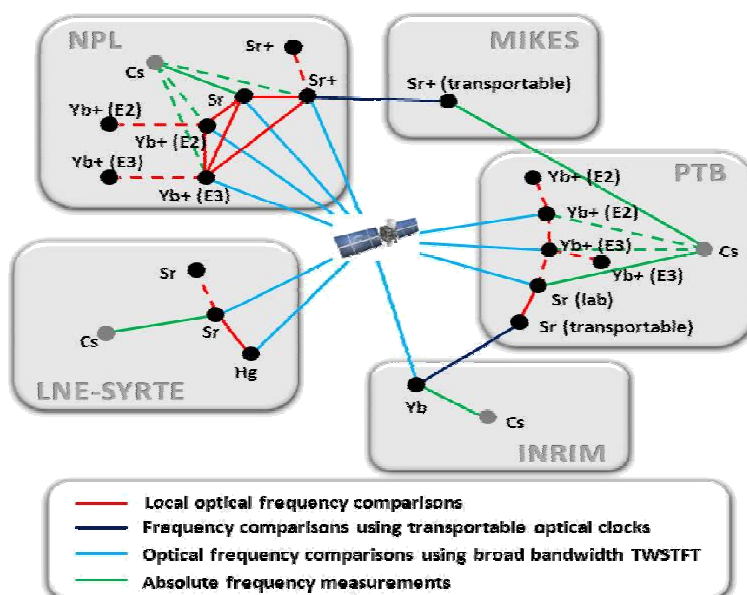 NPL
Sr+
Cs
Sr+
Sr
Yb+ (E2)
Yb+ (E2)
Yb+ (E3)
Yb+ (E3)
MIKES
Sr+ (transportable)
PTB
Yb+ (E2)
Yb+ (E2)
Yb+ (E3)
Cs
Yb+ (E3)
Sr (lab)
Sr (transportable)
Sr
Sr
Cs
Hg
LNE-SYRTE
Yb
Cs
INRIM
Local optical frequency comparisons
Frequency comparisons using transportable optical clocks
Optical frequency comparisons using broad bandwidth TWSTFT
Absolute frequency measurements